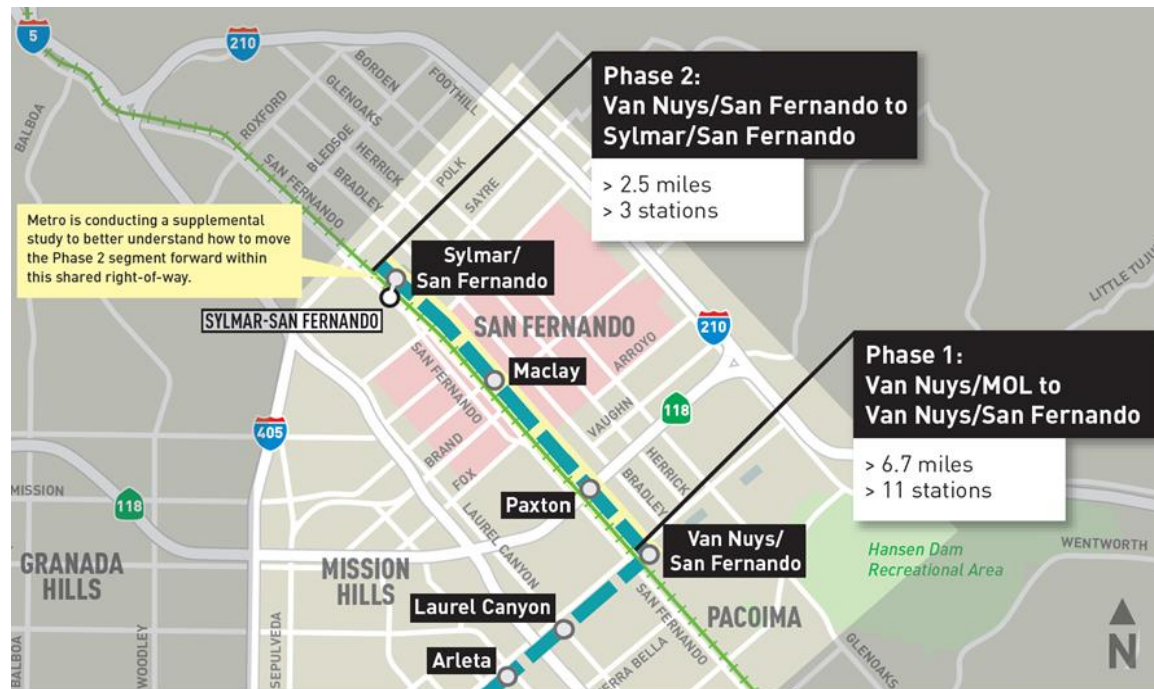 5
210
BORDEN
GLENOAKS
FOOTHILL
ROXFORD
BLEDSOE
HERRICK
BRADLEY
POLK
SAYRE
BALBOA
SAN FERNANDO
Phase 2:
Van Nuys/San Fernando to
Sylmar/San Fernando
> 2.5 miles
> 3 stations
Metro is conducting a supplemental
study to better understand how to move
the Phase 2 segment forward within
this shared right-of-way.
Sylmar/
San Fernando
SYLMAR-SAN FERNANDO
SAN FERNANDO
210
ARROYO
Maclay
SAN FERNANDO
Phase 1:
Van Nuys/MOL to
Van Nuys/San Fernando
> 6.7 miles
> 11 stations
405
118
VAUGHN
BRAND
FOX
HERRICK
BRADLEY
MISSION
118
Paxton
LAUREL CANYON
Van Nuys/
San Fernando
Hansen Dam
Recreational Area
WENTWORTH
GRANADA
HILLS
MISSION
HILLS
Laurel Canyon
SAN FERNANDO
PACOIMA
Arleta
GLENOAKS
BALBOA
WOODLEY
SEPULVEDA
N